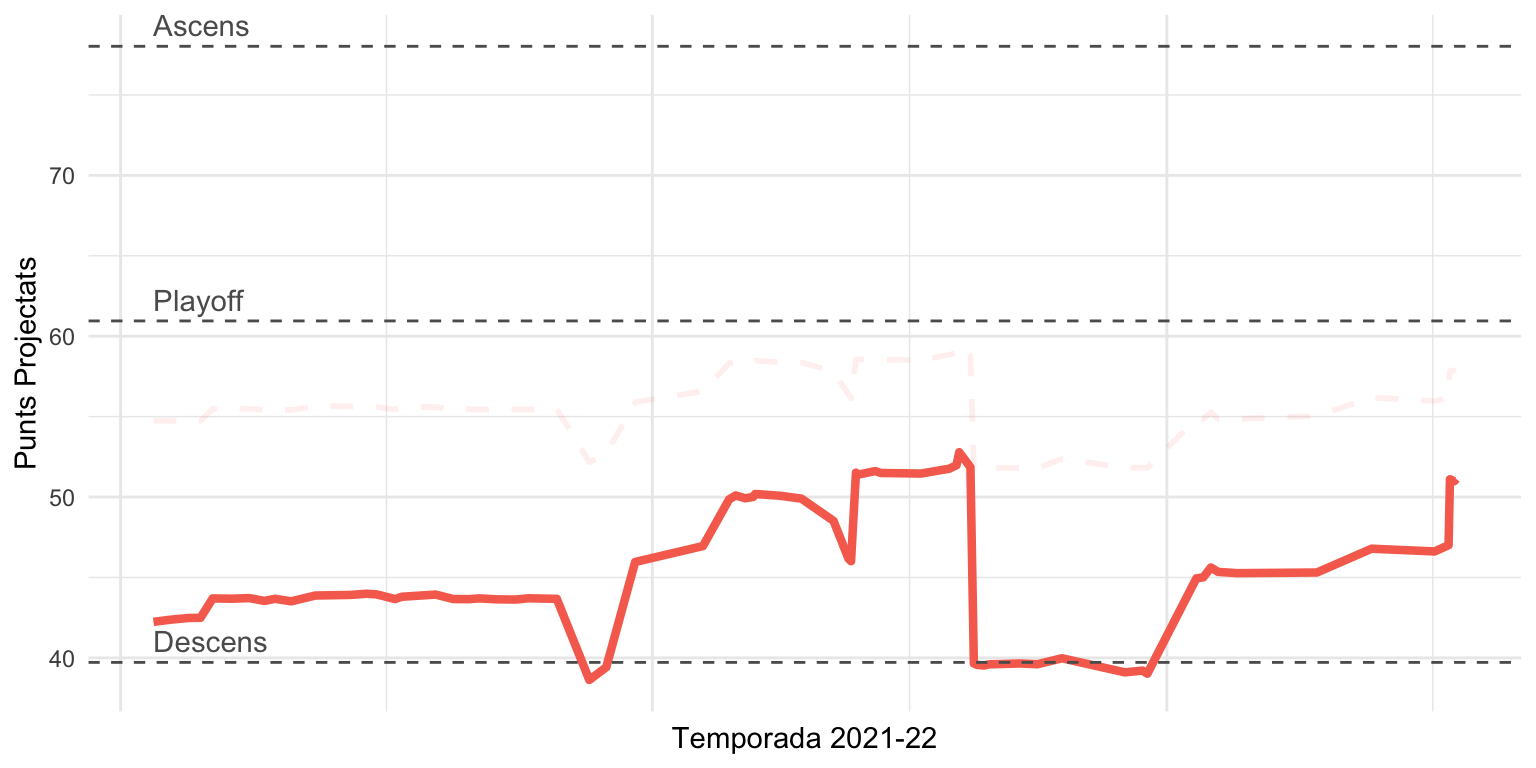 Ascens
70
Playoff
60
50
Descens
40
Punts Projectats
Temporada 2021-22